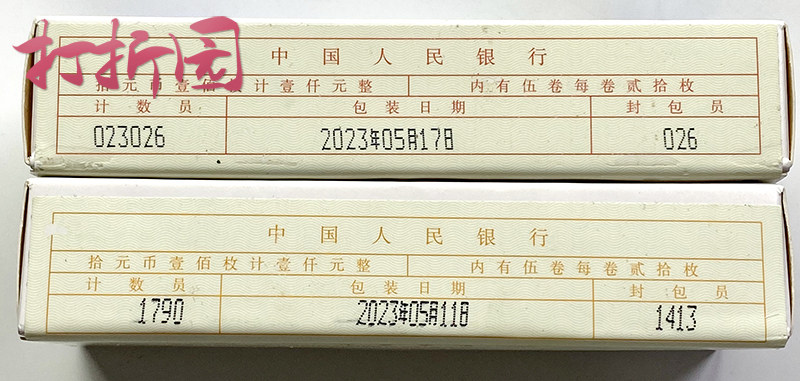 打折园
中国人民银行
拾元币壹佰枚计壹仟元整 内有伍卷每卷贰拾枚
计数员 包装日期 封包员
023026 2023年05月17日 026
中国人民银行
拾元币壹佰枚计壹仟元整 内有伍卷每卷贰拾枚
计数员 包装日期 封包员
1790 2023年05月11日 1413